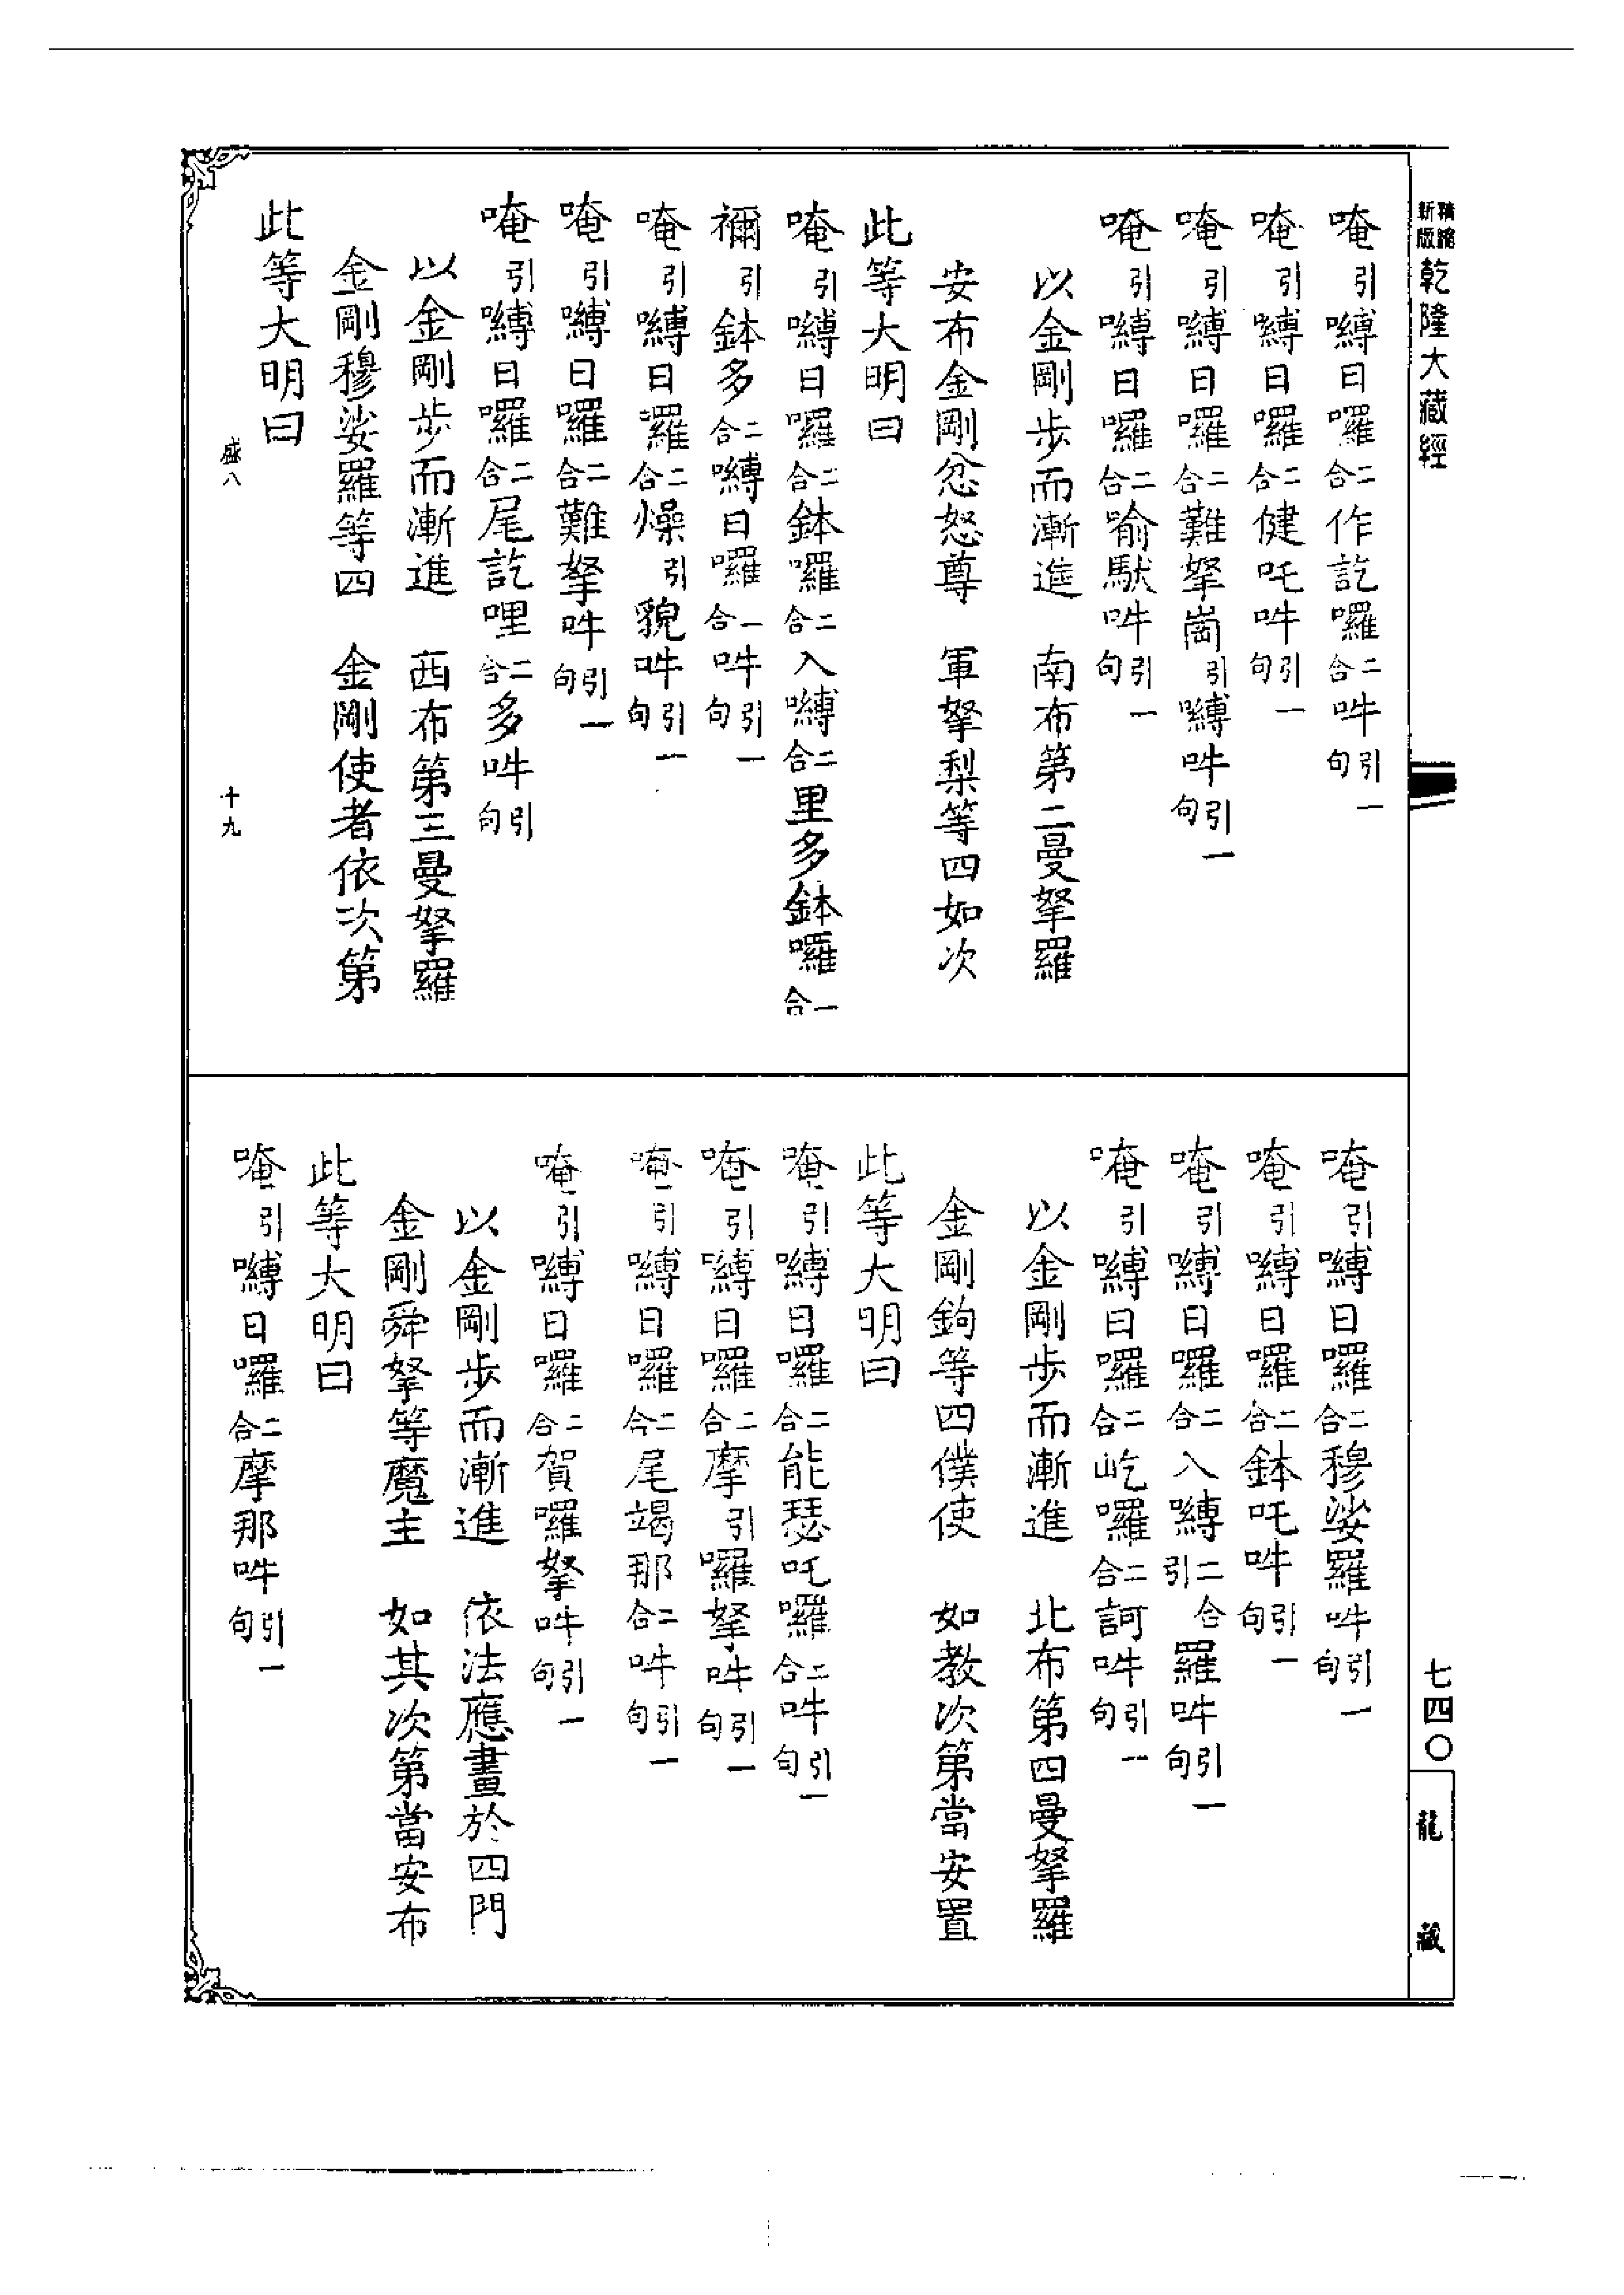 精縮新版 乾隆大藏經
唵引嚩日囉二合作訖囉二合吽引一句
唵引嚩日囉二合健吒吽引一句
唵引嚩日囉二合難拏崗引嚩吽引一句
唵引嚩日囉二合喻馱吽引一句
以金剛步而漸進　南布第二曼拏羅
安布金剛忿怒尊　軍拏梨等四如次
此等大明曰
唵引嚩日囉二合鉢囉二合入嚩二合里多鉢囉一合
禰引鉢多二合嚩日囉一合吽引一句
唵引嚩日囉二合燥引貌吽引一句
唵引嚩日囉二合難拏吽引一句
唵引嚩日囉二合尾訖哩二合多吽引句
以金剛步而漸進　西布第三曼拏羅
金剛穆娑羅等四　金剛使者依次第
此等大明曰
盛八　十九
唵引嚩日囉二合穆娑羅吽引一句
唵引嚩日囉二合鉢吒吽引一句
唵引嚩日囉二合入嚩二合引羅吽引一句
唵引嚩日囉二合屹囉二合訶吽引一句
以金剛步而漸進　北布第四曼拏羅
金剛鉤等四僕使　如教次第當安置
此等大明曰
唵引嚩日囉二合能瑟吒囉二合吽引一句
唵引嚩日囉二合摩引囉拏吽引一句
唵引嚩日囉二合尾竭那二合吽引一句
唵引嚩日囉二合賀囉拏吽引一句
以金剛步而漸進　依法應畫於四門
金剛舜拏等魔主　如其次第當安布
此等大明曰
唵引嚩日囉二合摩那吽引一句
七四〇
龍藏